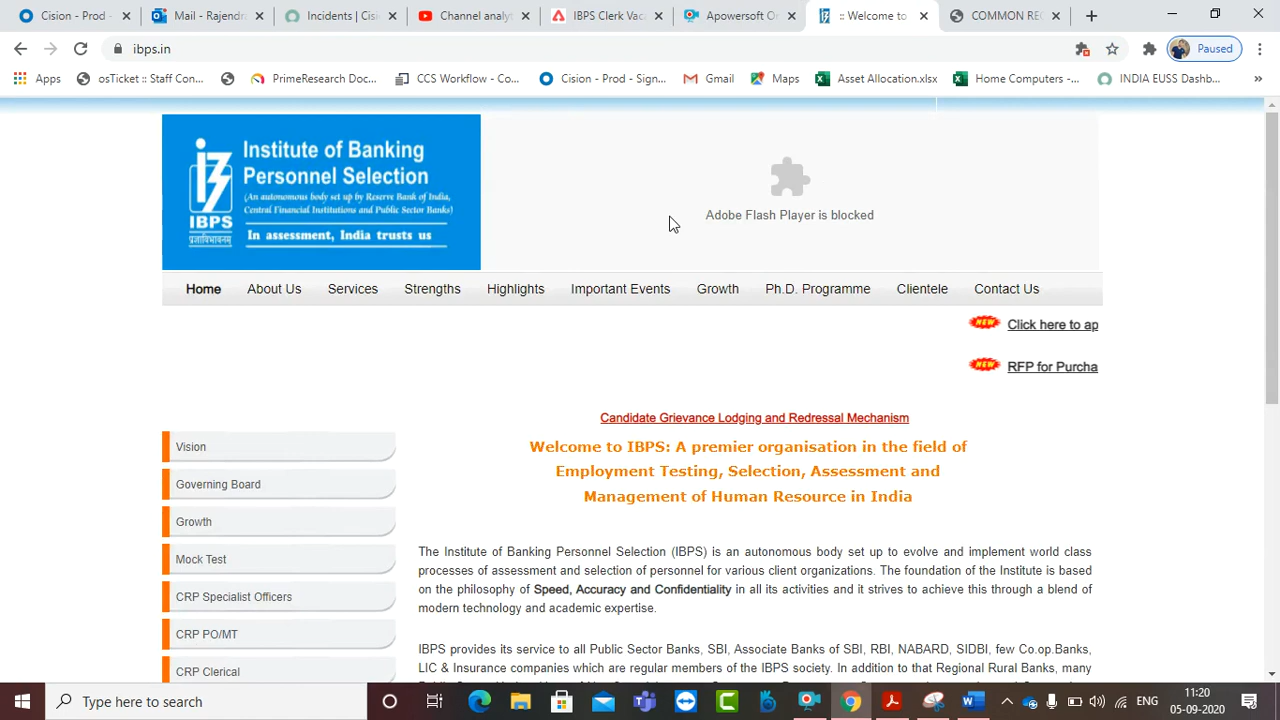 Cision - Prod -
Mail - Rajendr
Incidents | Cisi
Channel analyt
IBPS Clerk Vac
Apowersoft On
:: Welcome to
COMMON REC
ibps.in
Paused
Apps
osTicket :: Staff Con...
PrimeResearch Doc...
CCS Workflow - Co...
Cision - Prod - Sign...
Gmail
Maps
Asset Allocation.xlsx
Home Computers -...
INDIA EUSS Dashb...
»
Institute of Banking
Personnel Selection
(An autonomous body set up by Reserve Bank of India,
Central Financial Institutions and Public Sector Banks)
IBPS
In assessment, India trusts us
Adobe Flash Player is blocked
Home
About Us
Services
Strengths
Highlights
Important Events
Growth
Ph.D. Programme
Clientele
Contact Us
NEW Click here to ap
NEW RFP for Purcha
Candidate Grievance Lodging and Redressal Mechanism
Welcome to IBPS: A premier organisation in the field of
Employment Testing, Selection, Assessment and
Management of Human Resource in India
Vision
Governing Board
Growth
Mock Test
CRP Specialist Officers
CRP PO/MT
CRP Clerical
The Institute of Banking Personnel Selection (IBPS) is an autonomous body set up to evolve and implement world class
processes of assessment and selection of personnel for various client organizations. The foundation of the Institute is based
on the philosophy of Speed, Accuracy and Confidentiality in all its activities and it strives to achieve this through a blend of
modern technology and academic expertise.
IBPS provides its service to all Public Sector Banks, SBI, Associate Banks of SBI, RBI, NABARD, SIDBI, few Co.op.Banks,
LIC & Insurance companies which are regular members of the IBPS society. In addition to that Regional Rural Banks, many
Type here to search
ENG
11:20
05-09-2020